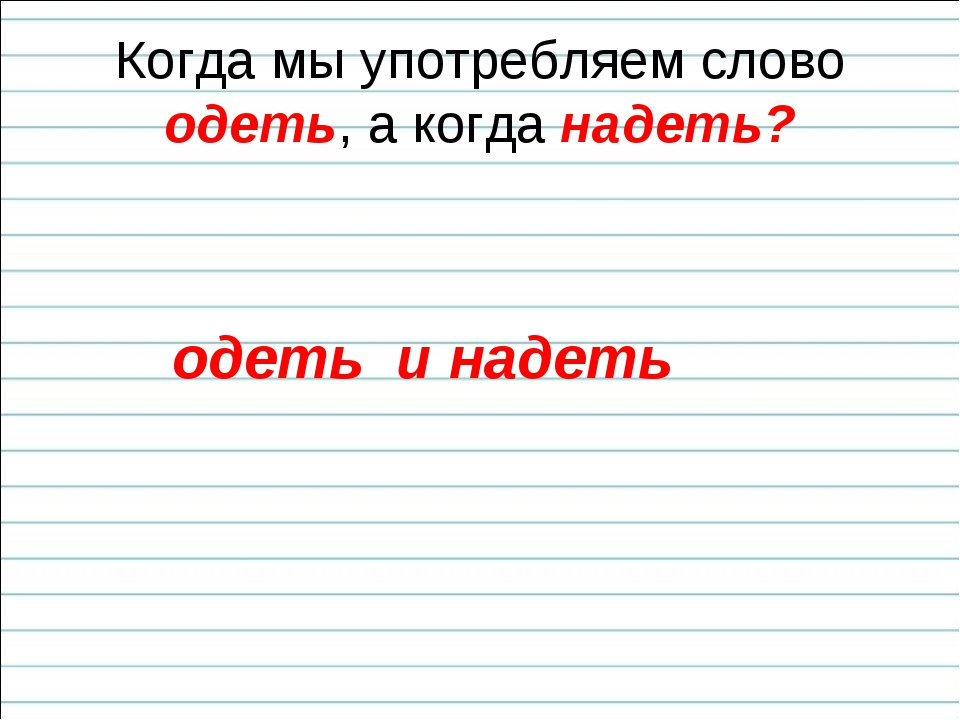 Когда мы употребляем слово
одеть, а когда надеть?
одеть и надеть